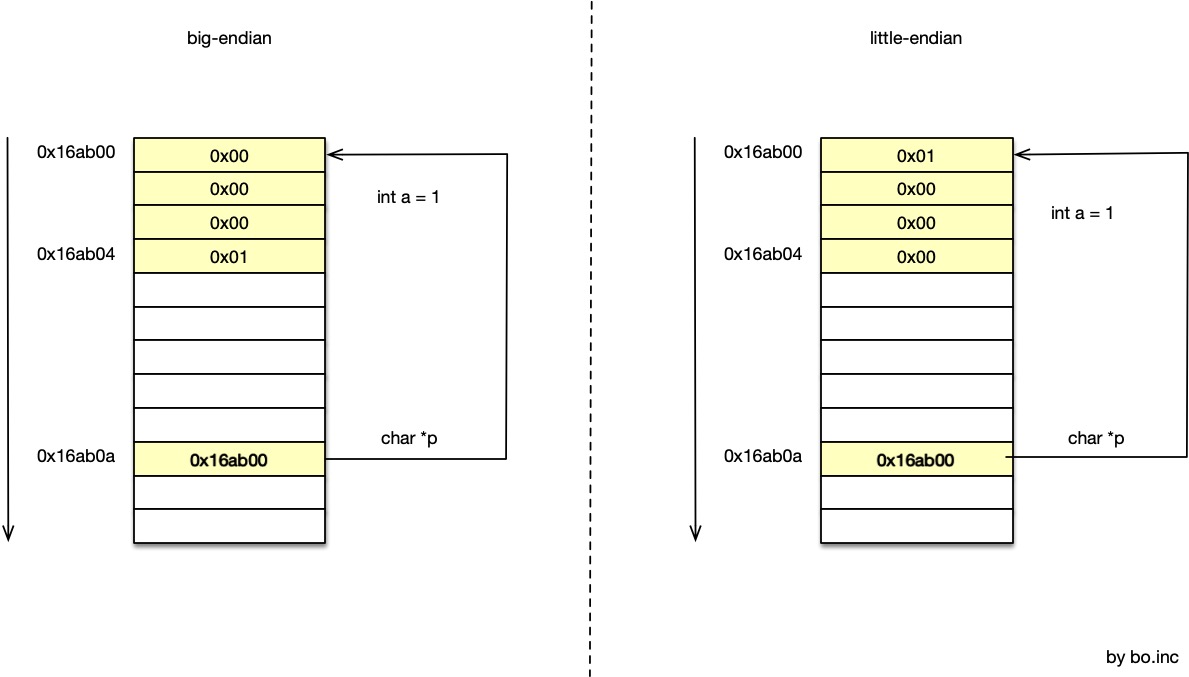 big-endian
0x16ab00
0x00
0x00
int a = 1
0x00
0x16ab04
0x01
char *p
0x16ab0a
0x16ab00
little-endian
0x16ab00
0x01
0x00
int a = 1
0x00
0x16ab04
0x00
char *p
0x16ab0a
0x16ab00
by bo.inc